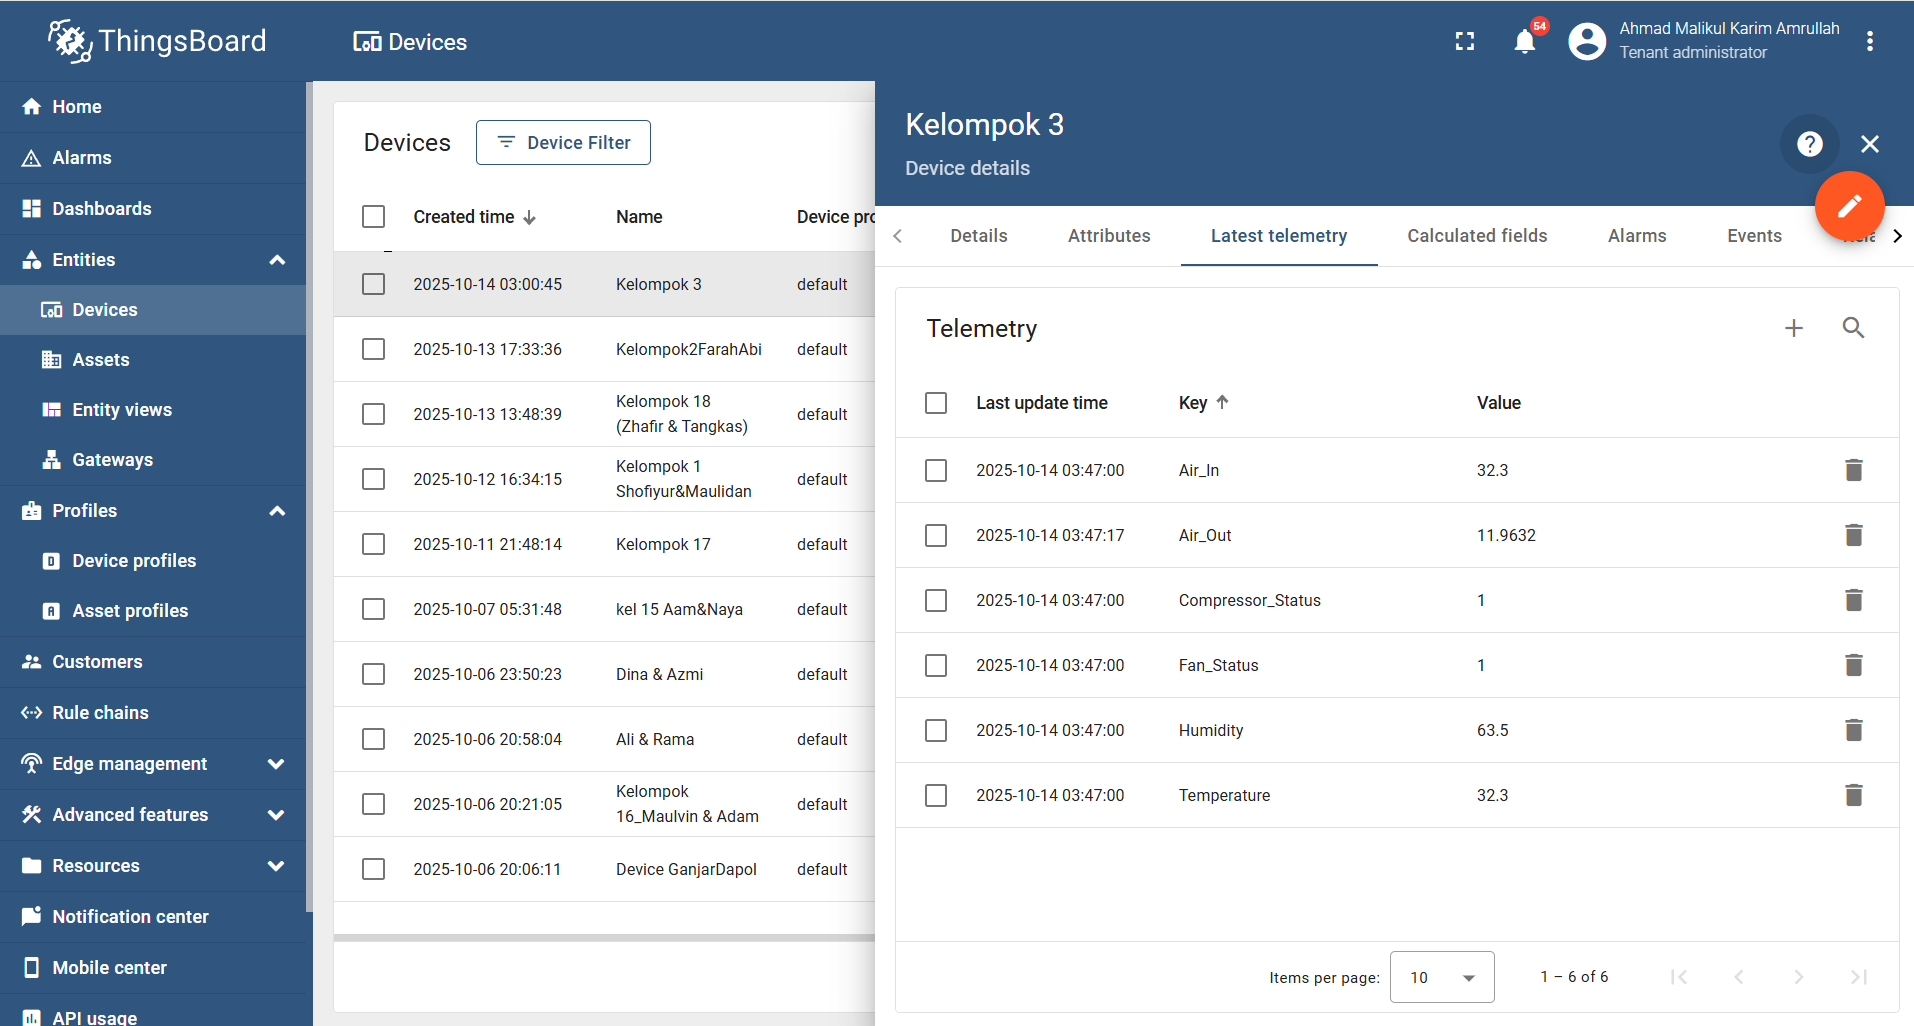 ThingsBoard
Devices
54
Ahmad Malikul Karim Amrullah
Tenant administrator
Home
Alarms
Dashboards
Entities
Devices
Assets
Entity views
Gateways
Profiles
Device profiles
Asset profiles
Customers
Rule chains
Edge management
Advanced features
Resources
Notification center
Mobile center
API usage
Devices
Device Filter
Created time Name Device pro
2025-10-14 03:00:45 Kelompok 3 default
2025-10-13 17:33:36 Kelompok2FarahAbi default
2025-10-13 13:48:39 Kelompok 18 default
(Zhafir & Tangkas)
2025-10-12 16:34:15 Kelompok 1 default
Shofiyur&Maulidan
2025-10-11 21:48:14 Kelompok 17 default
2025-10-07 05:31:48 kel 15 Aam&Naya default
2025-10-06 23:50:23 Dina & Azmi default
2025-10-06 20:58:04 Ali & Rama default
2025-10-06 20:21:05 Kelompok default
16_Maulvin & Adam
2025-10-06 20:06:11 Device GanjarDapol default
Kelompok 3
Device details
Details Attributes Latest telemetry Calculated fields Alarms Events
Telemetry
Last update time Key Value
2025-10-14 03:47:00 Air_In 32.3
2025-10-14 03:47:17 Air_Out 11.9632
2025-10-14 03:47:00 Compressor_Status 1
2025-10-14 03:47:00 Fan_Status 1
2025-10-14 03:47:00 Humidity 63.5
2025-10-14 03:47:00 Temperature 32.3
Items per page: 10 1 – 6 of 6